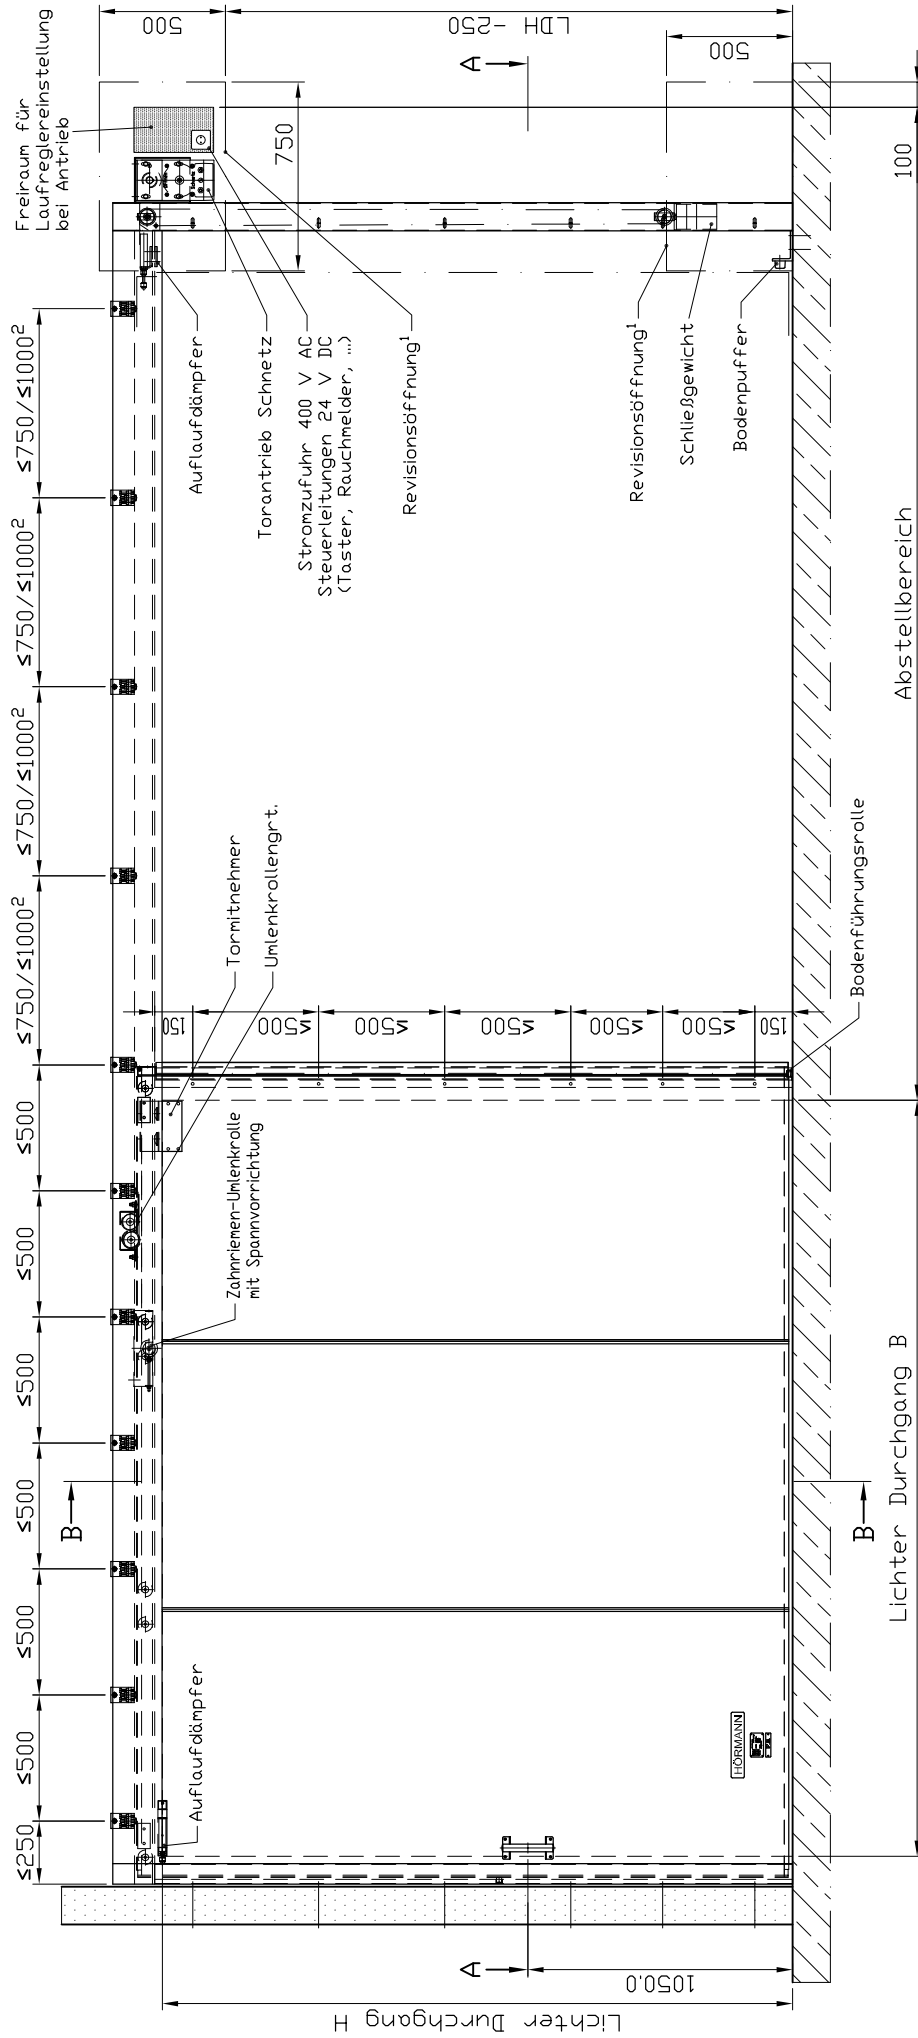 ≤250
≤500
≤500
≤500
≤500
≤500
≤500
≤750/≤1000²
≤750/≤1000²
≤750/≤1000²
≤750/≤1000²
Freiraum für
Laufreglereinstellung
bei Antrieb
500
LDH -250
500
750
100
A
A
B
B
Auflaufdämpfer
Zahnriemen-Umlenkrolle
mit Spannvorrichtung
Tormitnehmer
Umlenkrollengrt.
Auflaufdämpfer
Torantrieb Schnetz
Stromzufuhr 400 V AC
Steuerleitungen 24 V DC
(Taster, Rauchmelder, ...)
Revisionsöffnung¹
Revisionsöffnung¹
Schließgewicht
Bodenpuffer
150
≤500
≤500
≤500
≤500
≤500
150
Bodenführungsrolle
HÖRMANN
1050.0
Lichter Durchgang H
Lichter Durchgang B
Abstellbereich